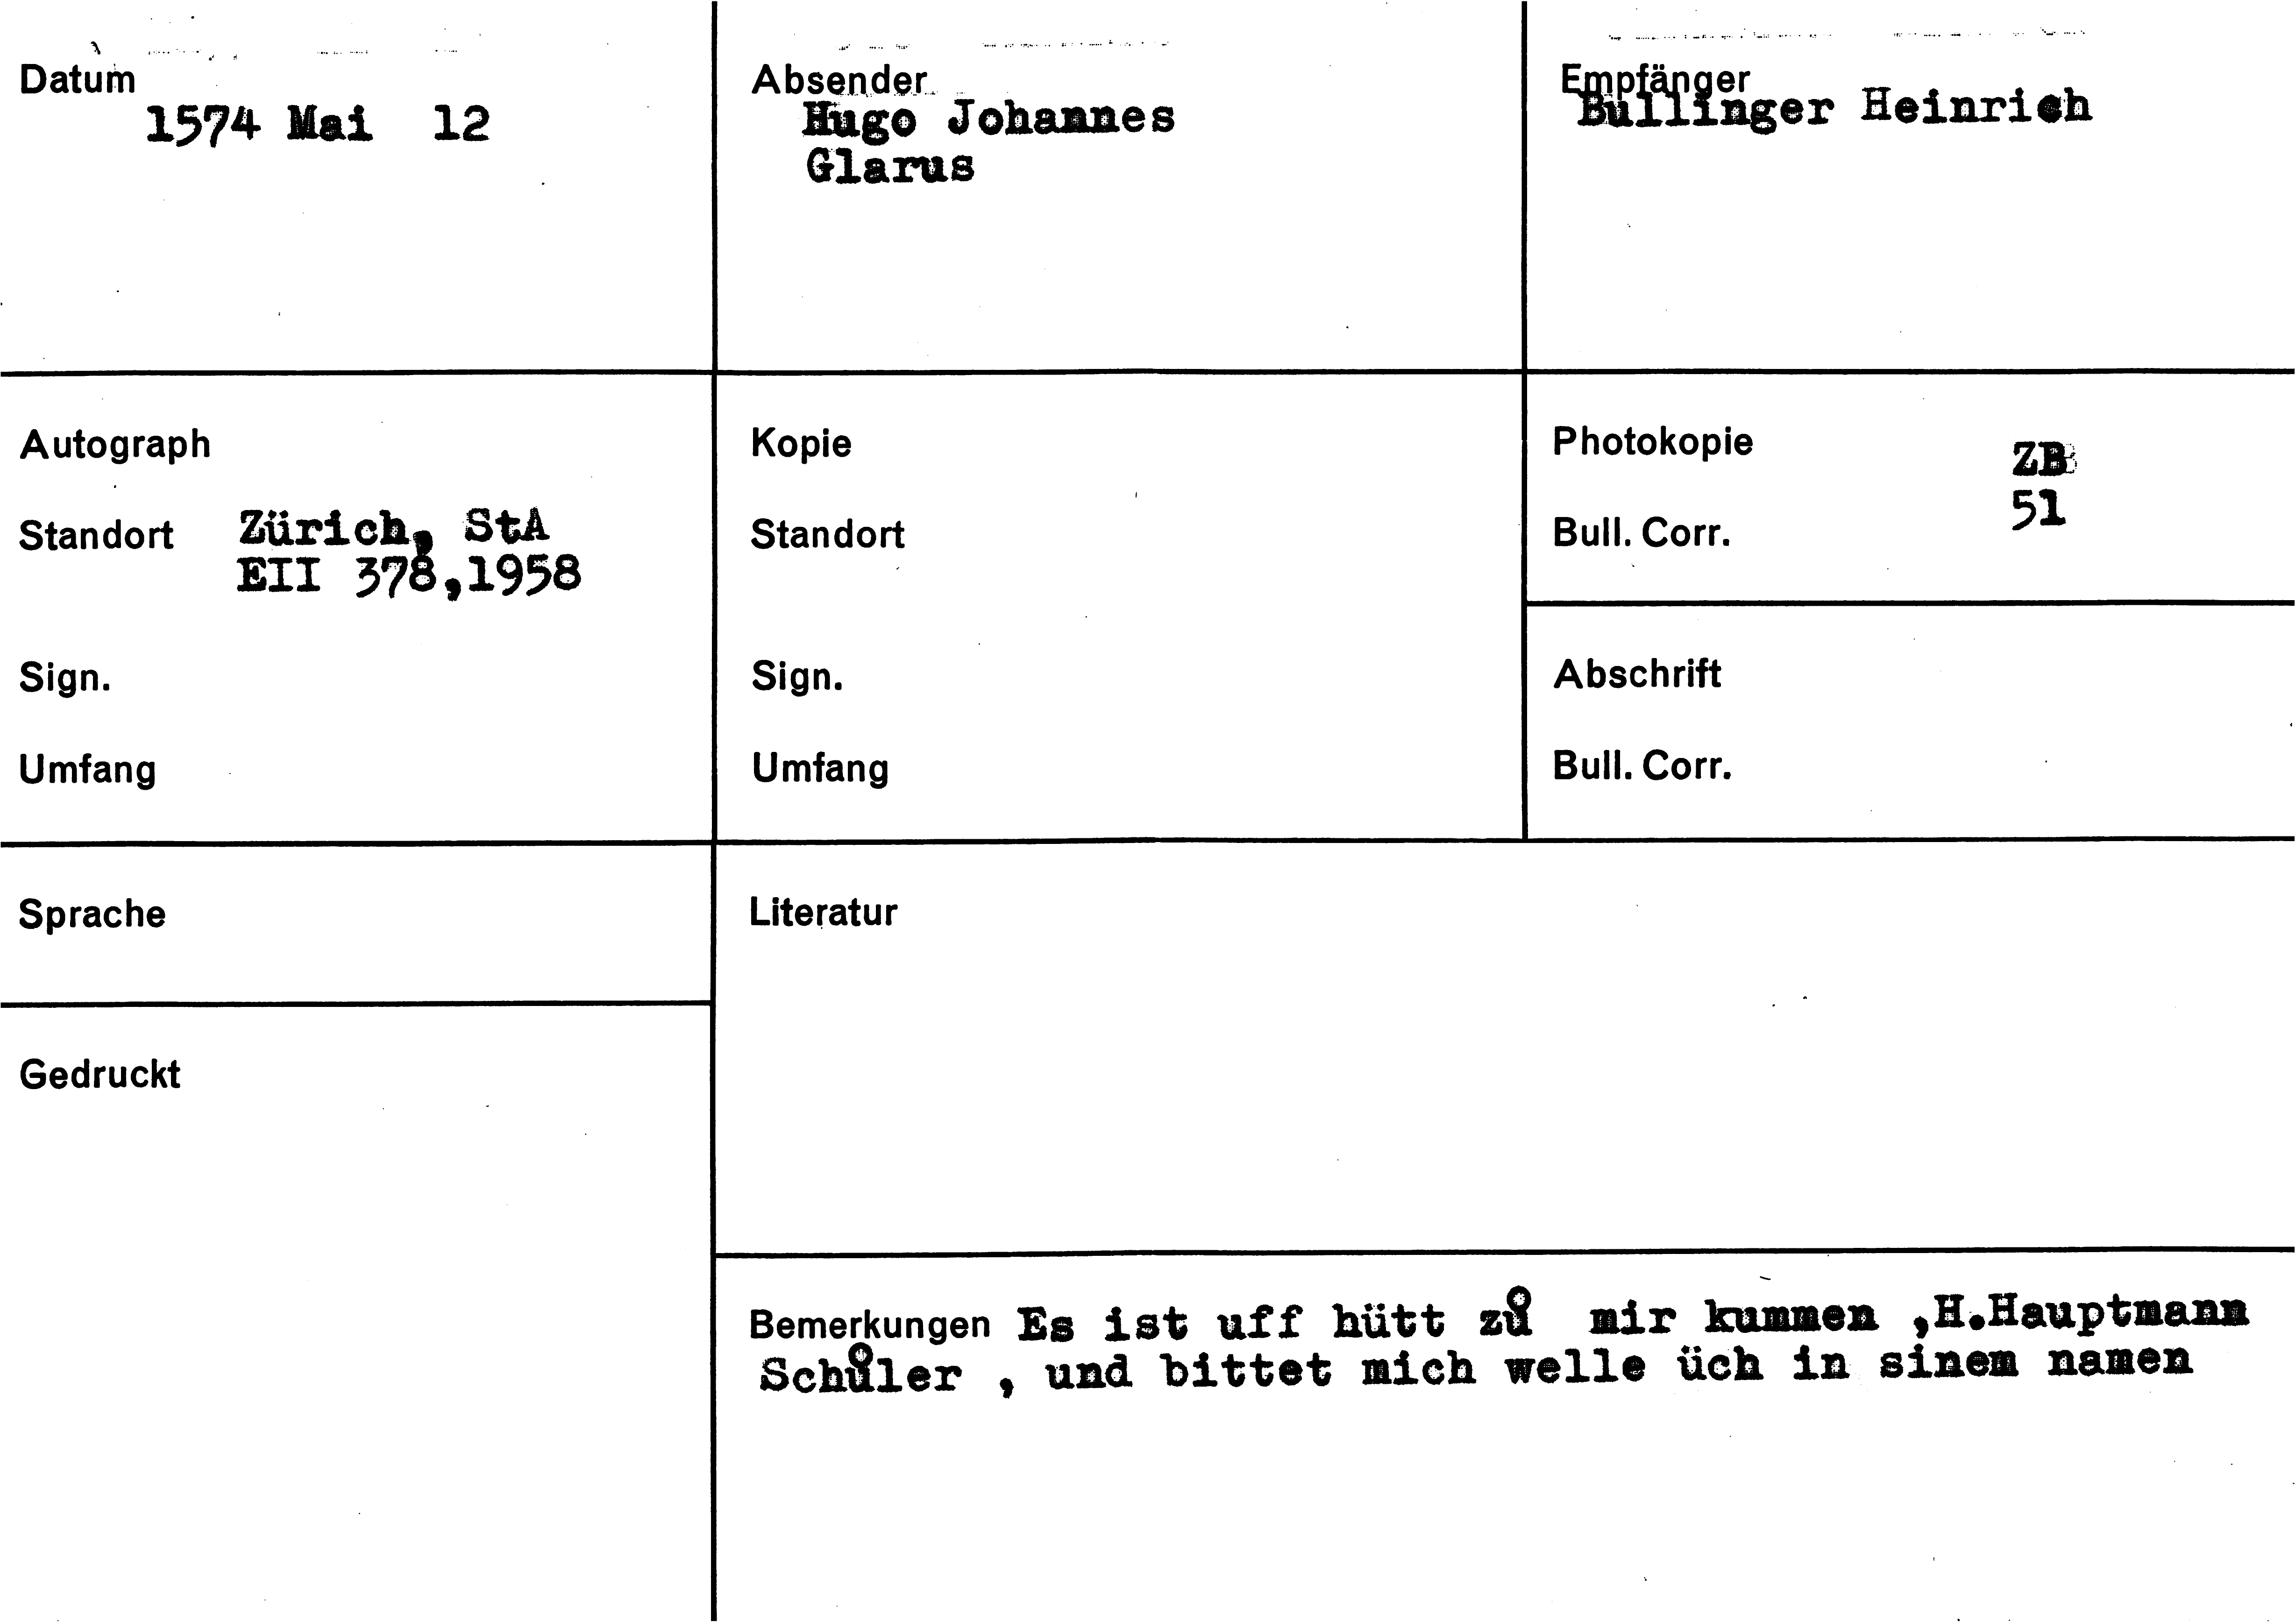 Datum
1574 Mai 12
Absender
Hugo Johannes
Glarus
Empfänger
Bullinger Heinrich
Autograph
Standort Zürich, StA
EII 378,1958
Sign.
Umfang
Kopie
Standort
Sign.
Umfang
Photokopie ZB
Bull. Corr. 51
Abschrift
Bull. Corr.
Sprache
Gedruckt
Literatur
Bemerkungen Es ist uff hütt zů mir kummen ,H.Hauptmann
Schůler , und bittet mich welle üch in sinem namen